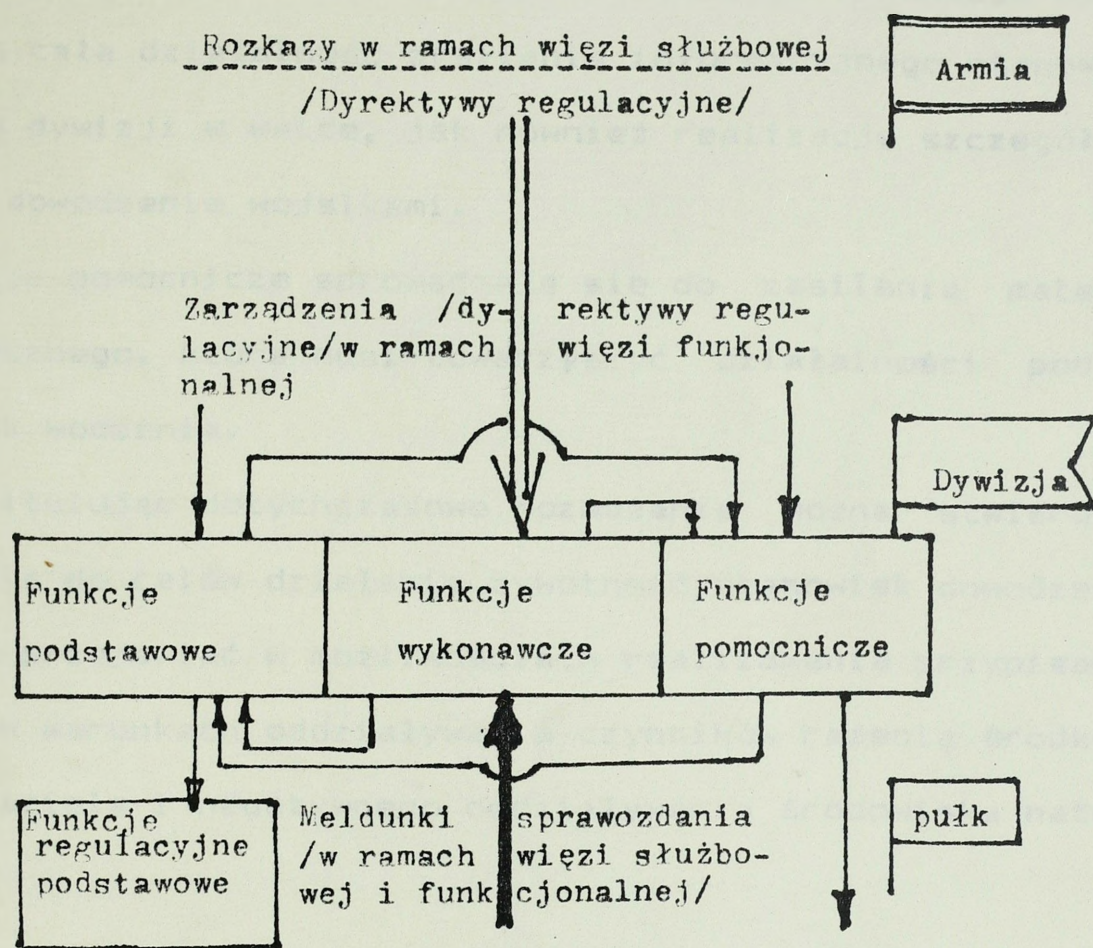 Rozkazy w ramach więzi służbowej
/Dyrektywy regulacyjne/
Armia
Zarządzenia /dy- rektywy regu-
lacyjne/w ramach więzi funkjo-
nalnej
Dywizja
Funkcje
podstawowe
Funkcje
wykonawcze
Funkcje
pomocnicze
Funkcje
regulacyjne
podstawowe
Meldunki sprawozdania
/w ramach więzi służbo-
wej i funkcjonalnej/
pułk